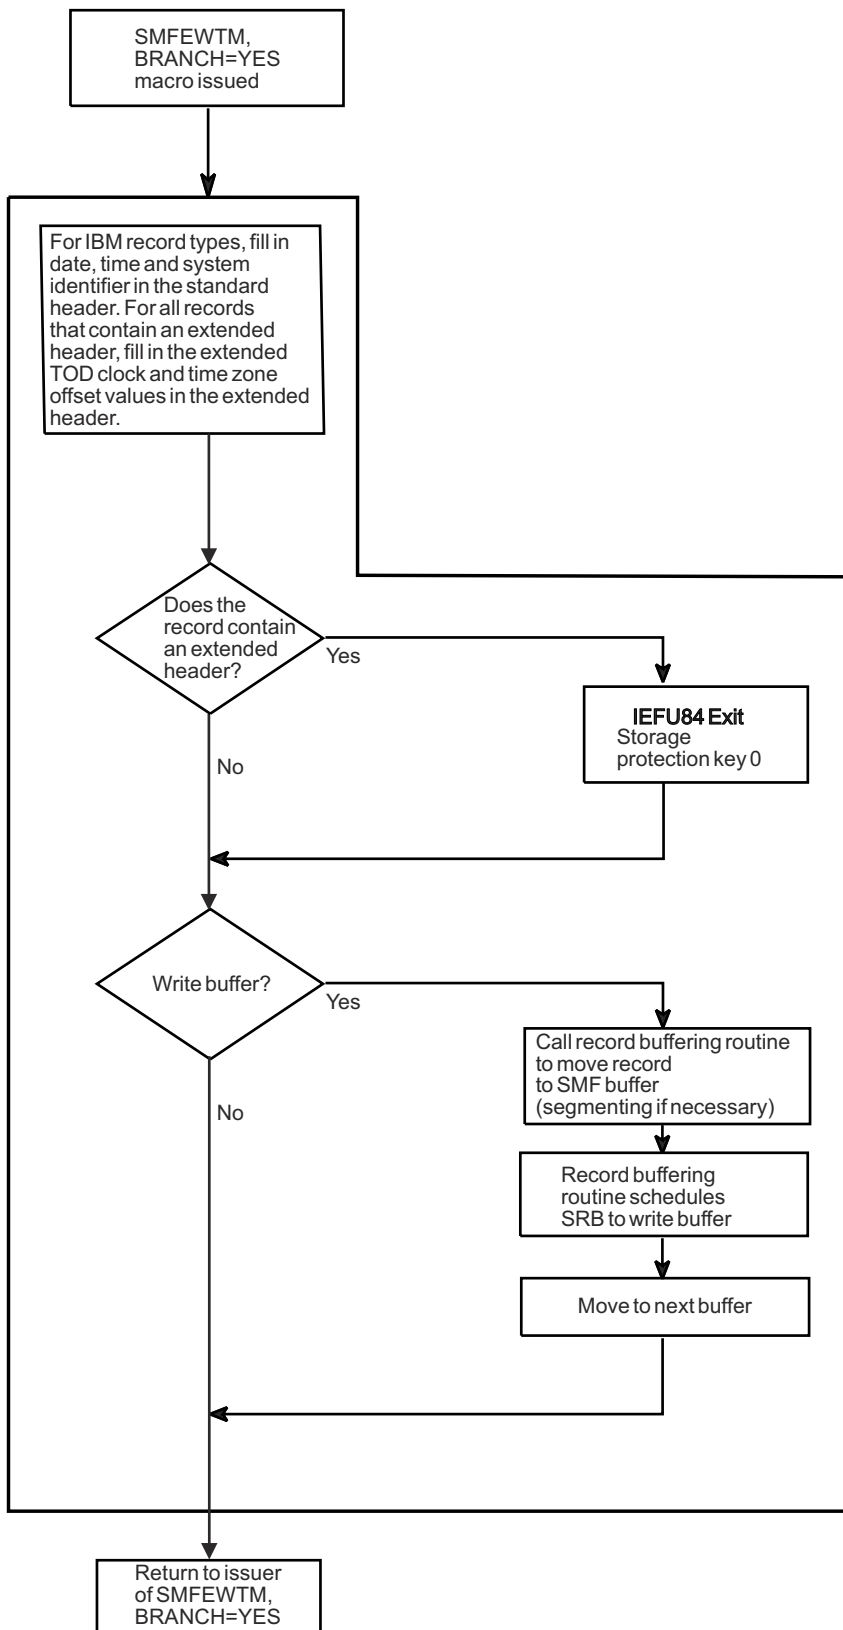 SMFEWTM,
BRANCH=YES
macro issued
For IBM record types, fill in
date, time and system
identifier in the standard
header. For all records
that contain an extended
header, fill in the extended
TOD clock and time zone
offset values in the extended
header.
Does the
record contain
an extended
header?
Yes
IEFU84 Exit
Storage
protection key 0
No
Write buffer?
Yes
Call record buffering routine
to move record
to SMF buffer
(segmenting if necessary)
No
Record buffering
routine schedules
SRB to write buffer
Move to next buffer
Return to issuer
of SMFEWTM,
BRANCH=YES